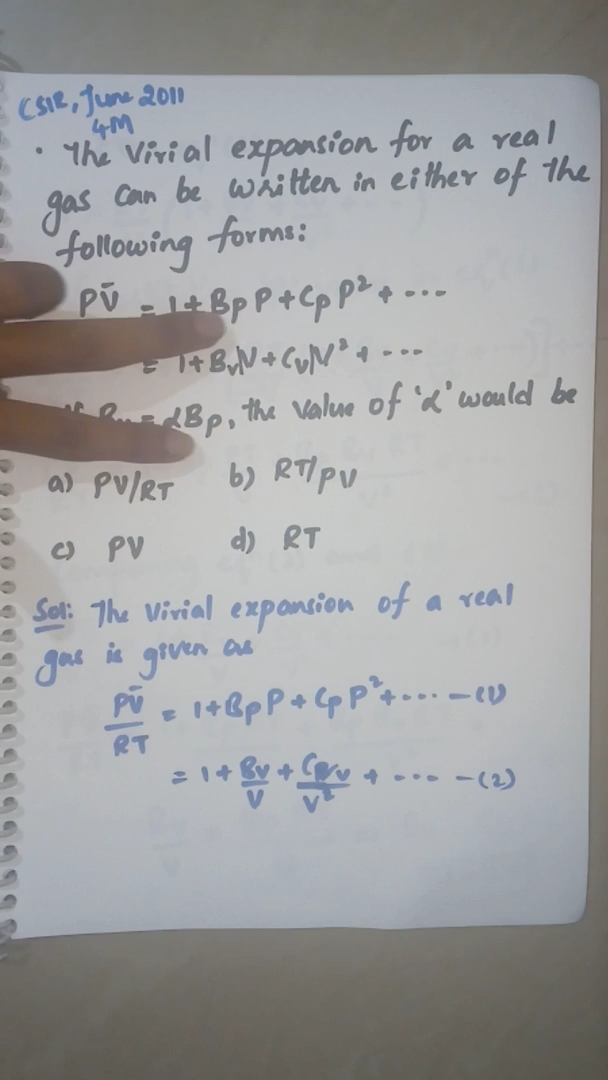 CSIR, June 2011
4M
• The Virial expansion for a real
gas can be written in either of the
following forms:
PV̄ = 1+BpP+CpP²+ ---
= 1+Bv/V+Cv/V²+ ---
= αBp, the value of 'α' would be
a) PV/RT b) RT/PV
c) PV d) RT
Sol: The Virial expansion of a real
gas is given as
PV̄/RT = 1+BpP+CpP²+--- -(1)
= 1+Bv/V+Cv/V²+ --- -(2)